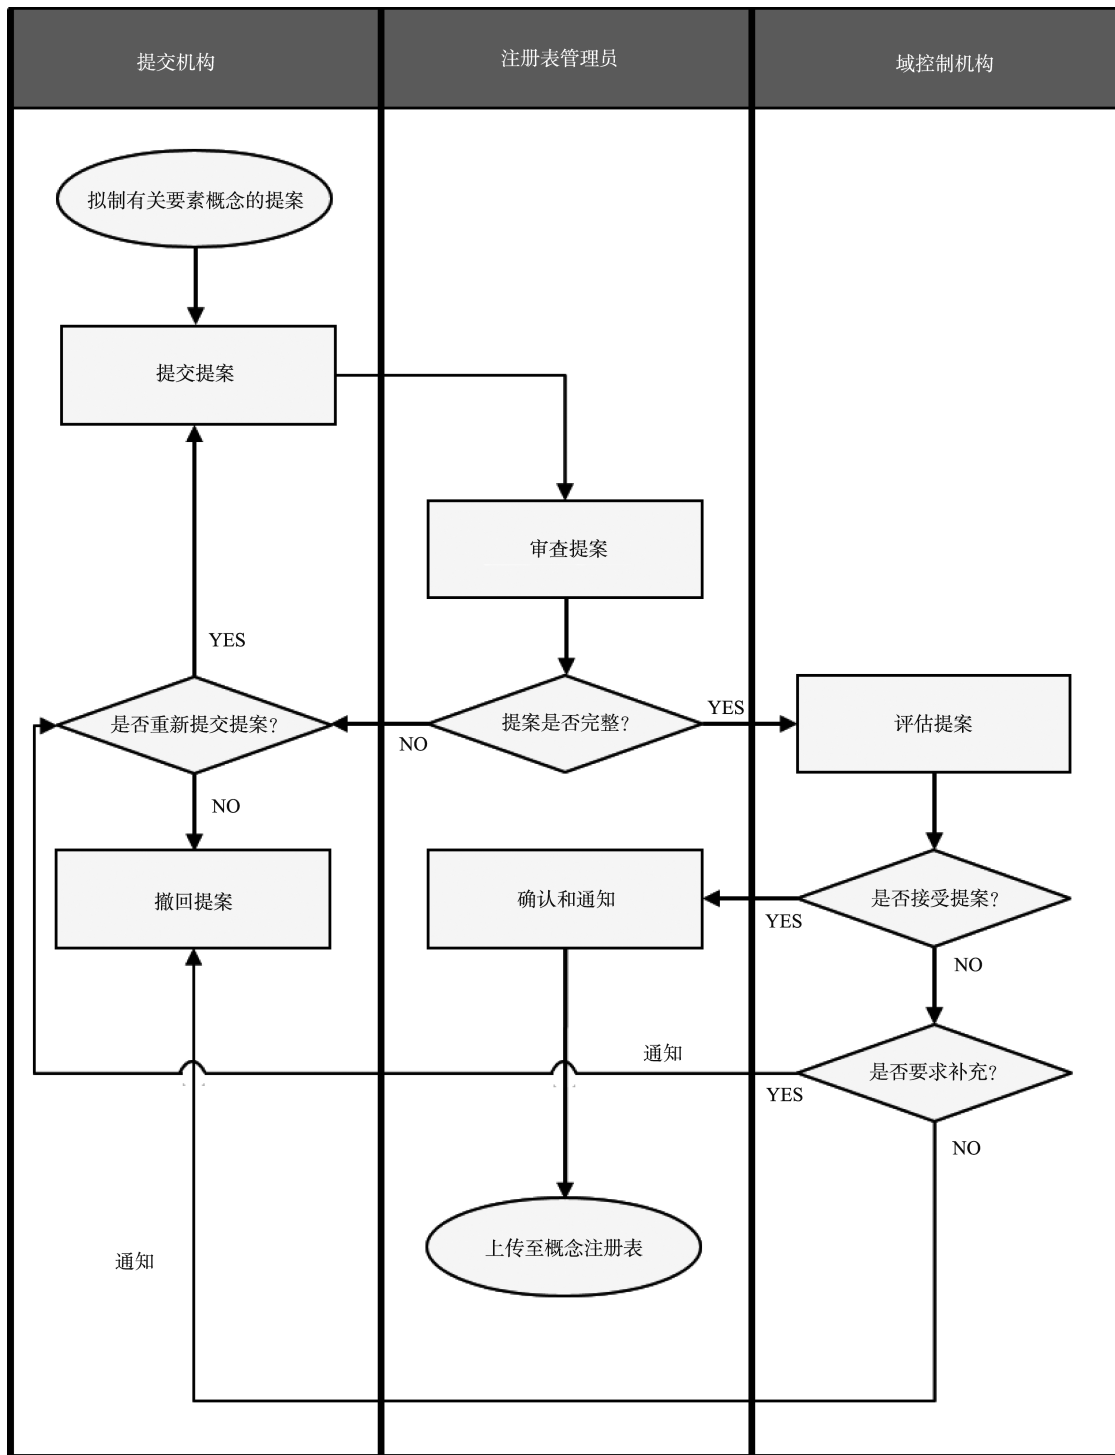 提交机构
注册表管理员
域控制机构
拟制有关要素概念的提案
提交提案
审查提案
YES
是否重新提交提案?
NO
提案是否完整?
YES
评估提案
NO
撤回提案
确认和通知
YES
是否接受提案?
NO
通知
YES
是否要求补充?
NO
上传至概念注册表
通知